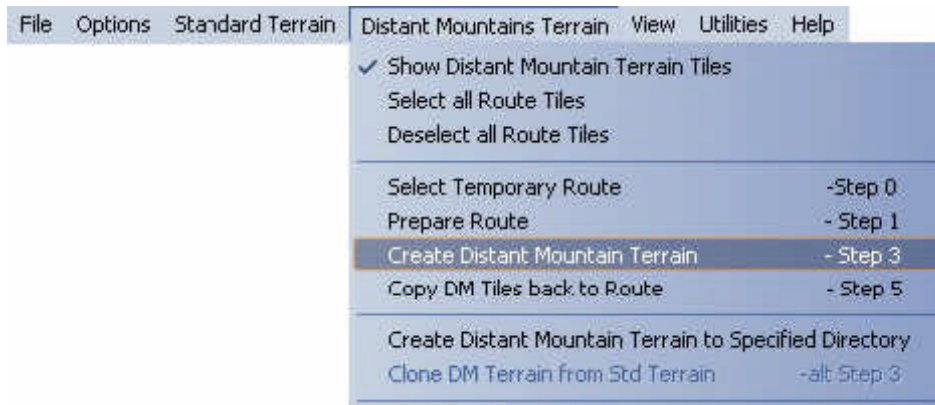 File Options Standard Terrain Distant Mountains Terrain View Utilities Help
Show Distant Mountain Terrain Tiles
Select all Route Tiles
Deselect all Route Tiles
Select Temporary Route -Step 0
Prepare Route - Step 1
Create Distant Mountain Terrain - Step 3
Copy DM Tiles back to Route - Step 5
Create Distant Mountain Terrain to Specified Directory
Clone DM Terrain from Std Terrain -alt Step 3